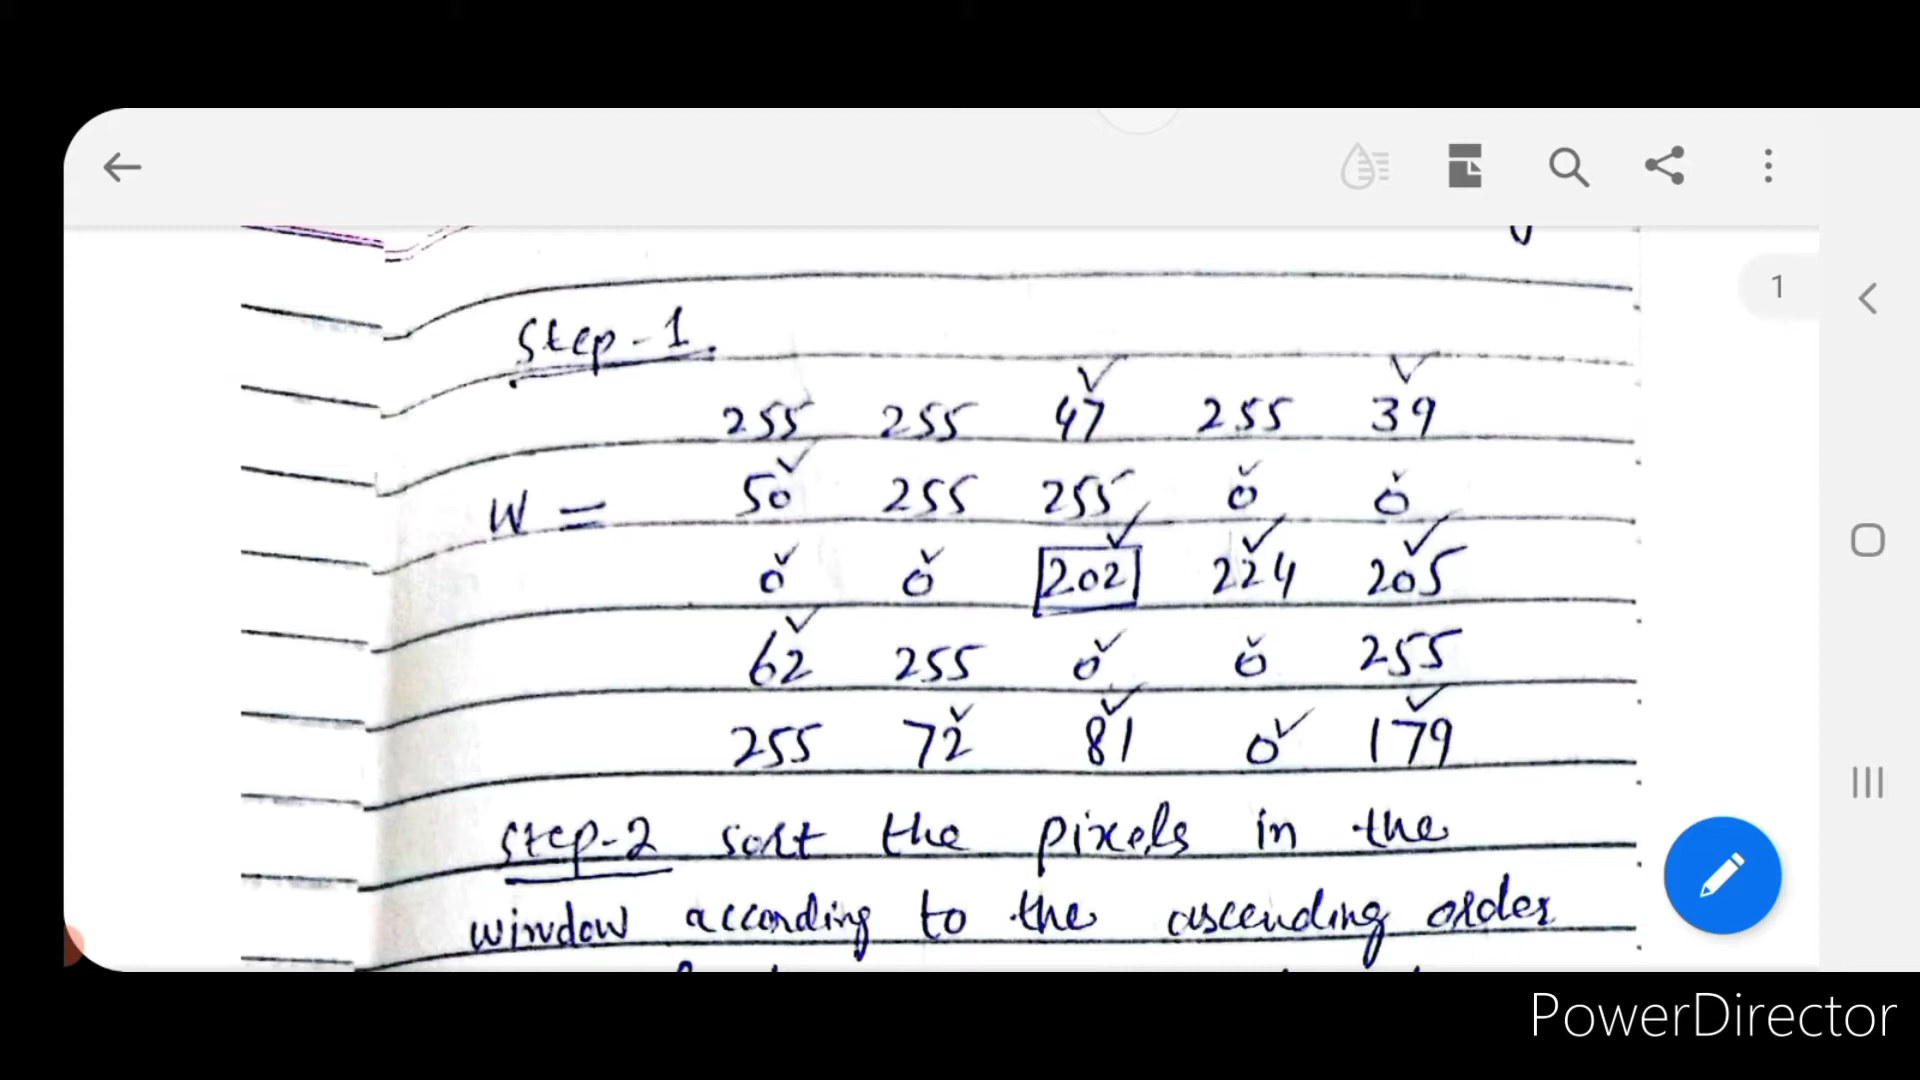 1
Step-1.
255 255 47 255 39
50 255 255 0 0
W =
0 0 202 224 205
62 255 0 0 255
255 72 81 0 179
Step-2 sort the pixels in the
window according to the ascending order
PowerDirector